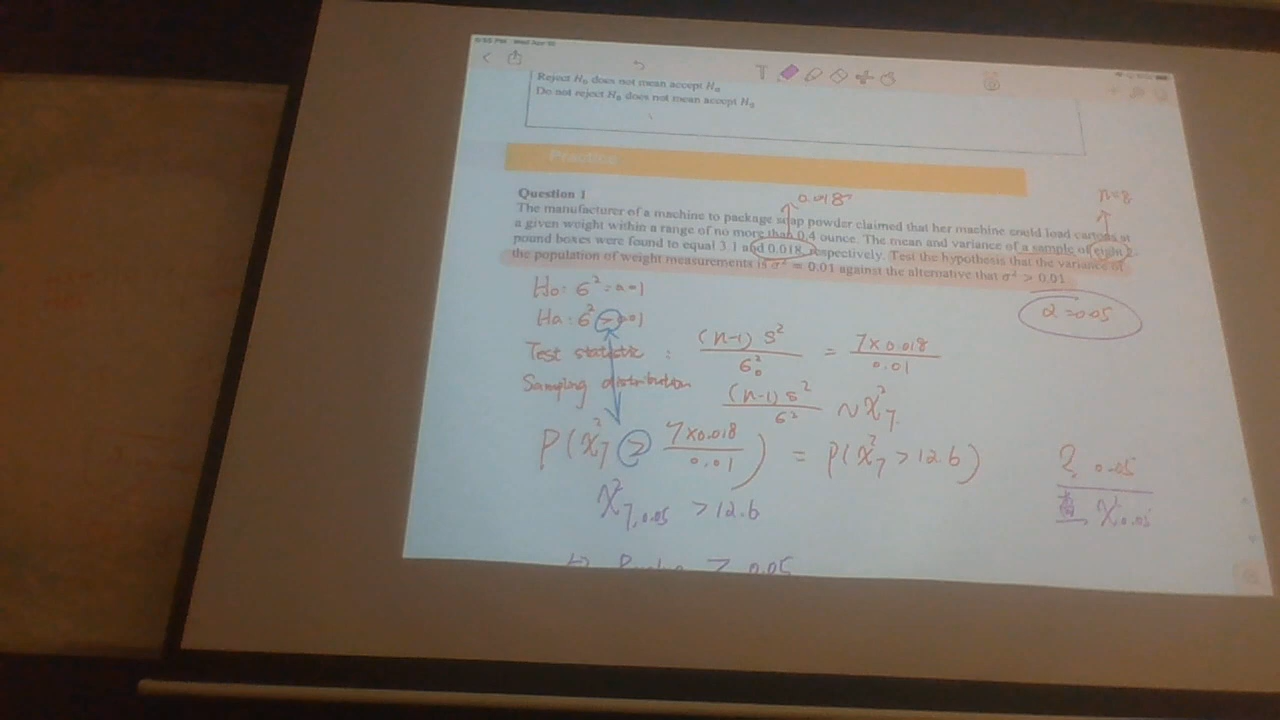 Reject H₀ does not mean accept Hₐ
Do not reject H₀ does not mean accept H₀
Practice
Question 1
0.018
n=8
The manufacturer of a machine to package soap powder claimed that her machine could load cartons at
a given weight within a range of no more than 0.4 ounce. The mean and variance of a sample of eight 2-
pound boxes were found to equal 3.1 and 0.018, respectively. Test the hypothesis that the variance of
the population of weight measurements is σ² = 0.01 against the alternative that σ² > 0.01
Ho: σ² = 0.01
Ha: σ² > 0.01
α = 0.05
Test statistic : (n-1) s² / σ₀² = 7×0.018 / 0.01
Sampling distribution (n-1) s² / σ² ~ χ²₇
P(χ²₇ > 7×0.018 / 0.01) = P(χ²₇ > 12.6)
0.05
χ²₇,₀.₀₅ > 12.6
χ²₀.₀₅
> 0.05